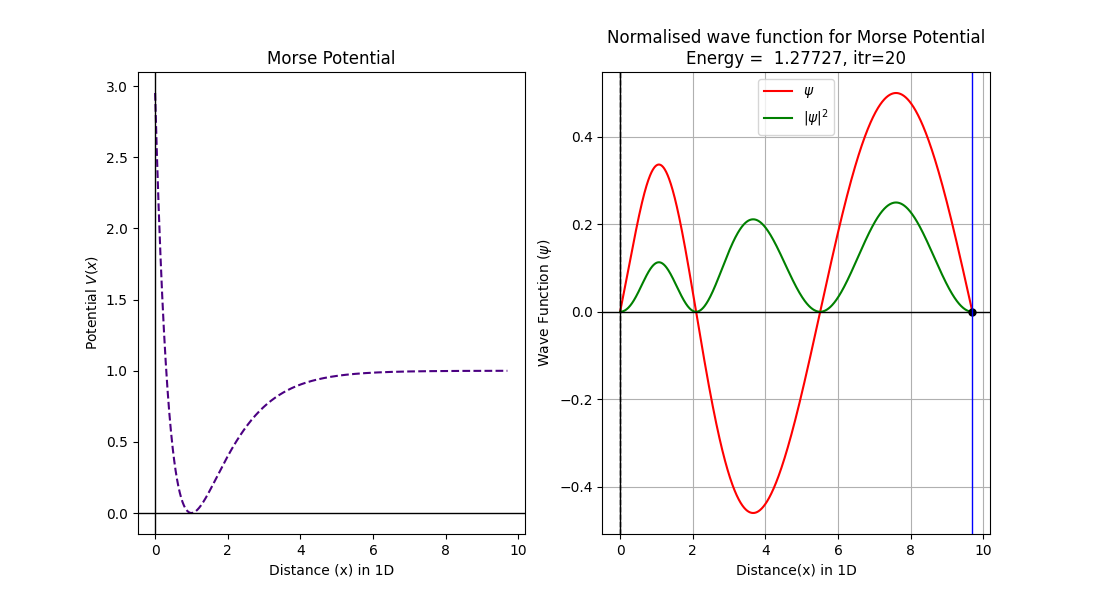 Morse Potential
3.0
2.5
2.0
1.5
1.0
0.5
0.0
Potential V(x)
0 2 4 6 8 10
Distance (x) in 1D
Normalised wave function for Morse Potential
Energy =  1.27727, itr=20
ψ
|ψ|²
0.4
0.2
0.0
−0.2
−0.4
Wave Function (ψ)
0 2 4 6 8 10
Distance(x) in 1D